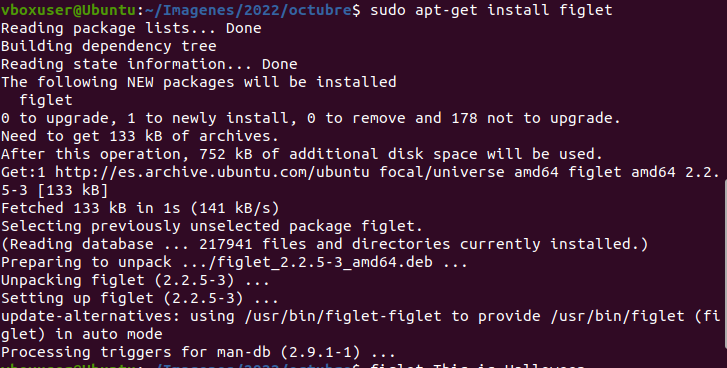 vboxuser@Ubuntu:~/Imagenes/2022/octubre$ sudo apt-get install figlet
Reading package lists... Done
Building dependency tree
Reading state information... Done
The following NEW packages will be installed
  figlet
0 to upgrade, 1 to newly install, 0 to remove and 178 not to upgrade.
Need to get 133 kB of archives.
After this operation, 752 kB of additional disk space will be used.
Get:1 http://es.archive.ubuntu.com/ubuntu focal/universe amd64 figlet amd64 2.2.
5-3 [133 kB]
Fetched 133 kB in 1s (141 kB/s)
Selecting previously unselected package figlet.
(Reading database ... 217941 files and directories currently installed.)
Preparing to unpack .../figlet_2.2.5-3_amd64.deb ...
Unpacking figlet (2.2.5-3) ...
Setting up figlet (2.2.5-3) ...
update-alternatives: using /usr/bin/figlet-figlet to provide /usr/bin/figlet (fi
glet) in auto mode
Processing triggers for man-db (2.9.1-1) ...
vboxuser@Ubuntu:~/Imagenes/2022/octubre$ figlet This is Halloween